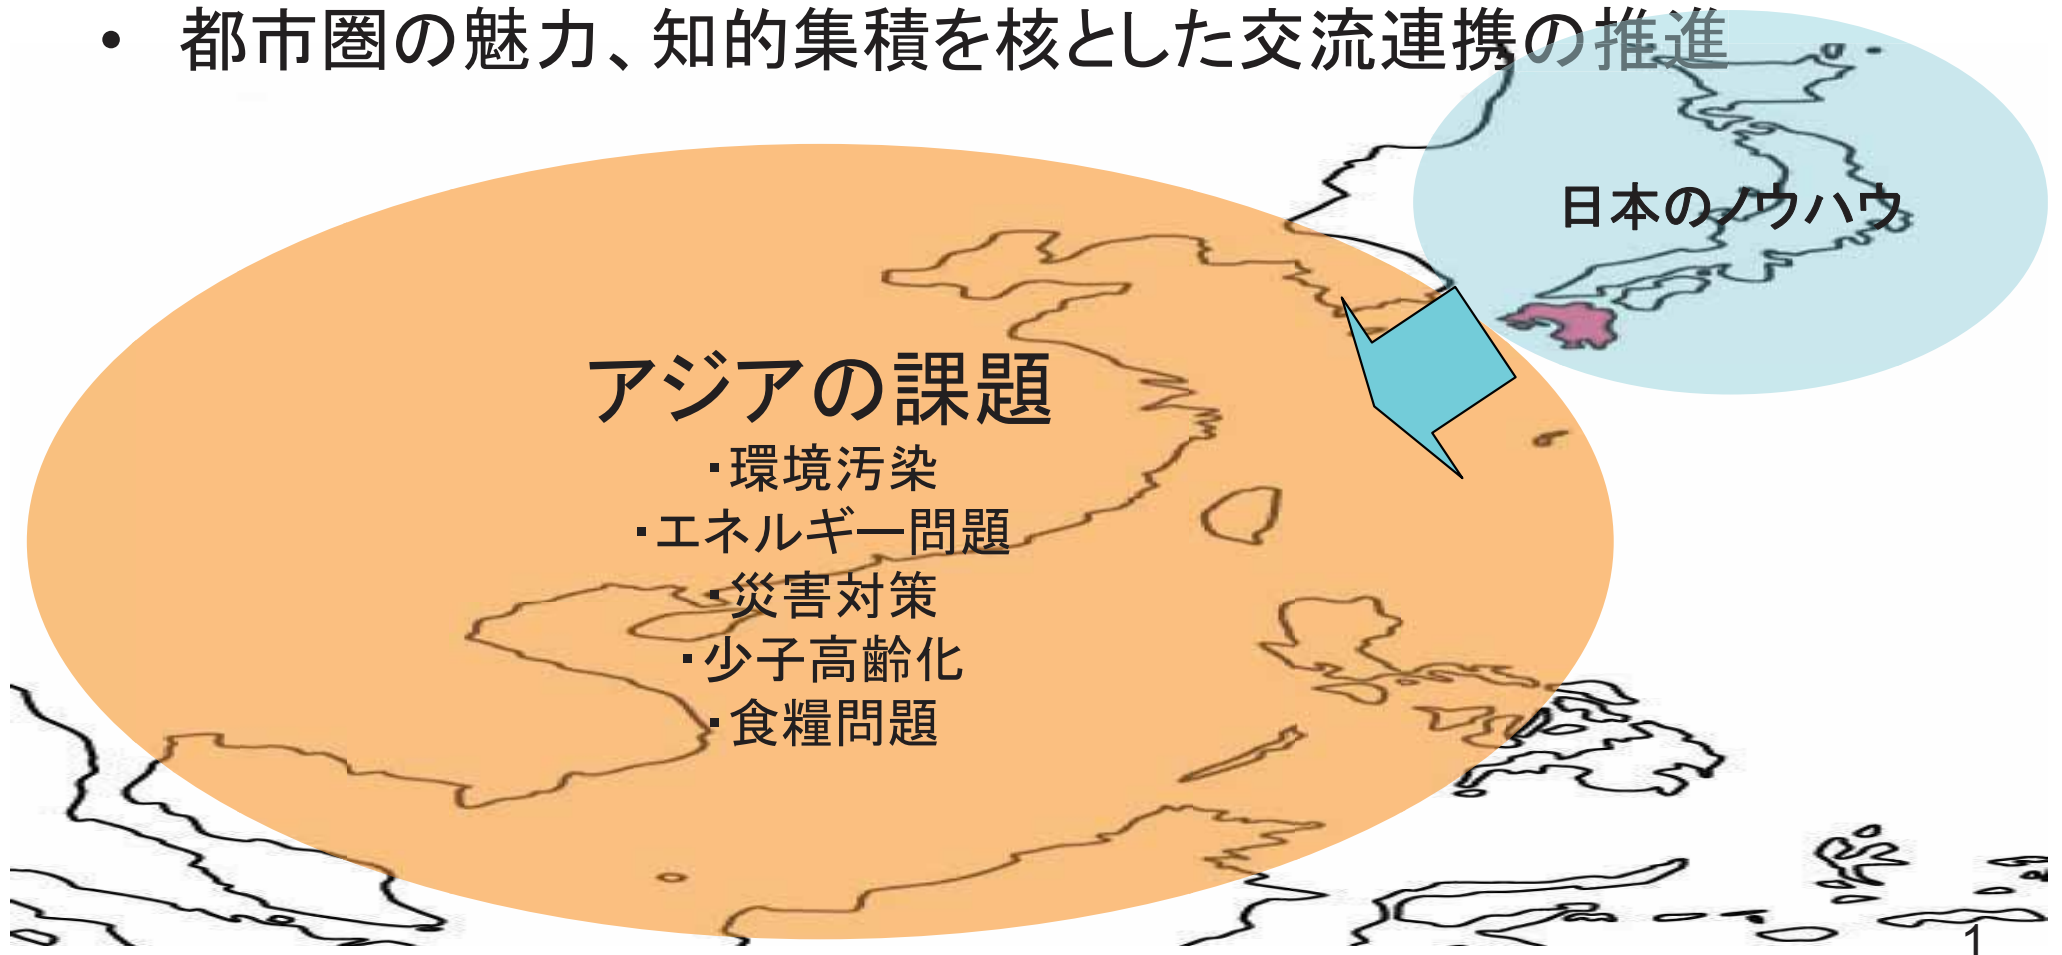 • 都市圏の魅力、知的集積を核とした交流連携の推進
日本のノウハウ
アジアの課題
・環境汚染
・エネルギー問題
・災害対策
・少子高齢化
・食糧問題
1